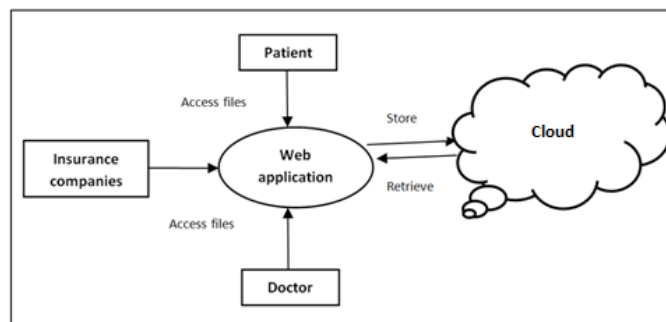 Patient
Access files
Store
Cloud
Insurance
companies
Web
application
Retrieve
Access files
Doctor